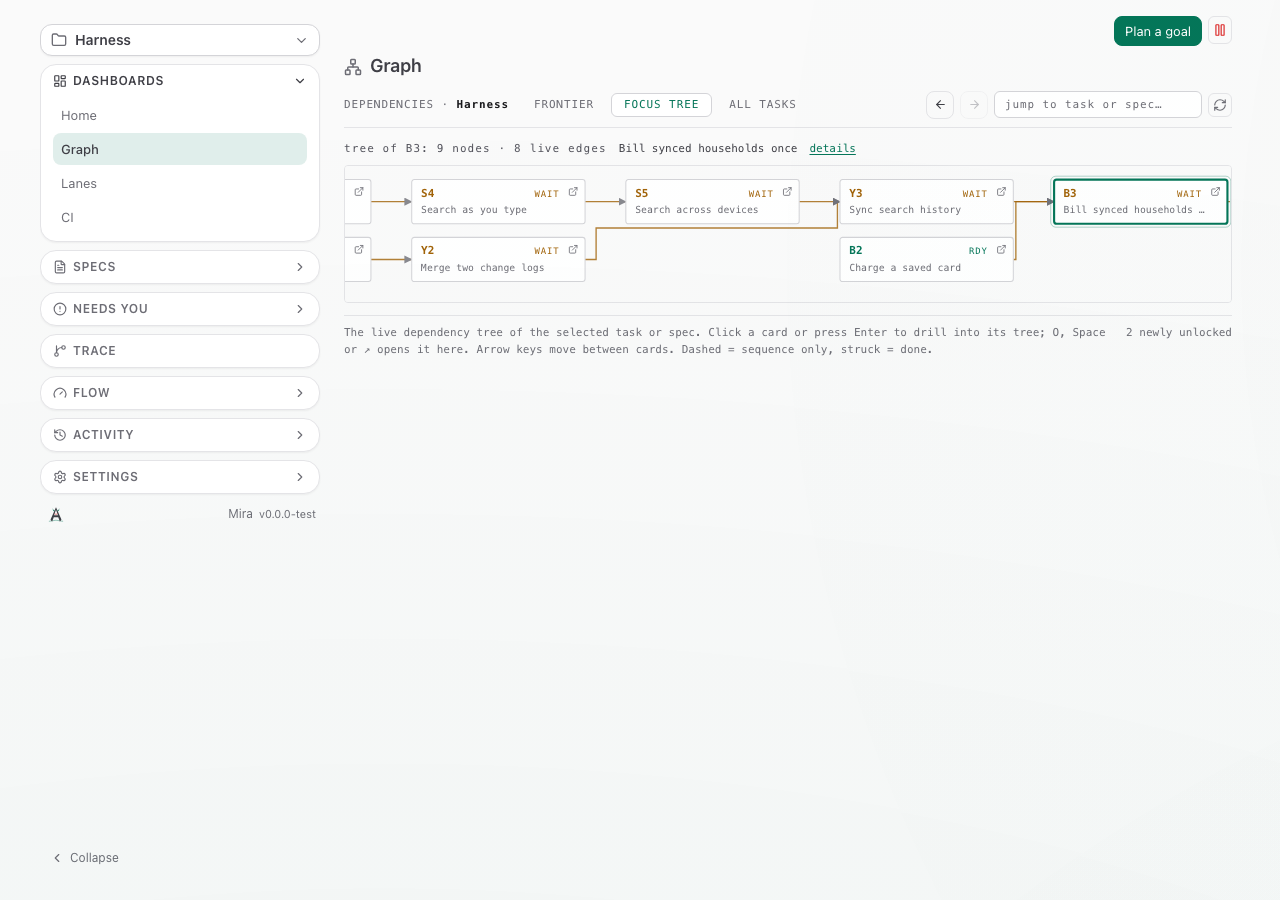 Harness
DASHBOARDS
Home
Graph
Lanes
CI
SPECS
NEEDS YOU
TRACE
FLOW
ACTIVITY
SETTINGS
Mira v0.0.0-test
Collapse
Plan a goal
Graph
DEPENDENCIES · Harness FRONTIER FOCUS TREE ALL TASKS
jump to task or spec…
tree of B3: 9 nodes · 8 live edges Bill synced households once details
S4 WAIT
Search as you type
S5 WAIT
Search across devices
Y3 WAIT
Sync search history
B3 WAIT
Bill synced households …
Y2 WAIT
Merge two change logs
B2 RDY
Charge a saved card
The live dependency tree of the selected task or spec. Click a card or press Enter to drill into its tree; O, Space
or ↗ opens it here. Arrow keys move between cards. Dashed = sequence only, struck = done.
2 newly unlocked